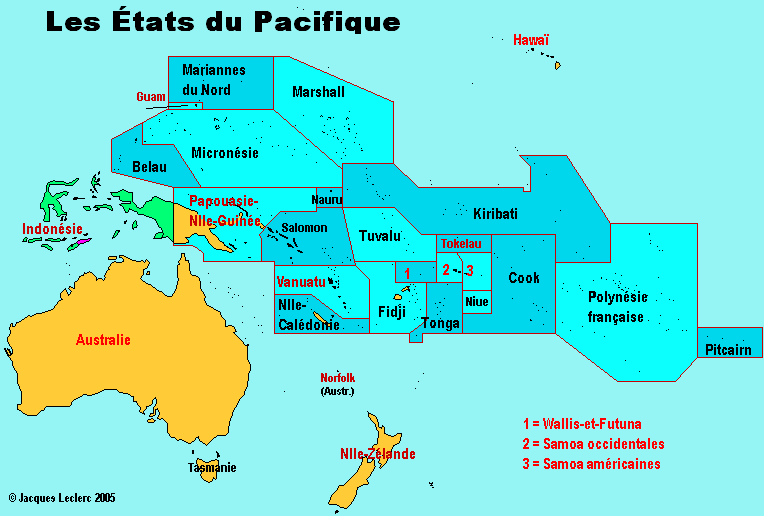 Les États du Pacifique
Hawaï
Mariannes
du Nord
Marshall
Guam
Micronésie
Belau
Papouasie-
Nlle-Guinée
Nauru
Kiribati
Indonésie
Salomon
Tuvalu
Tokelau
1
2
3
Vanuatu
Cook
Niue
Nlle-
Calédonie
Fidji
Tonga
Polynésie
française
Pitcairn
Australie
Norfolk
(Austr.)
1 = Wallis-et-Futuna
2 = Samoa occidentales
3 = Samoa américaines
Nlle-Zélande
Tasmanie
© Jacques Leclerc 2005